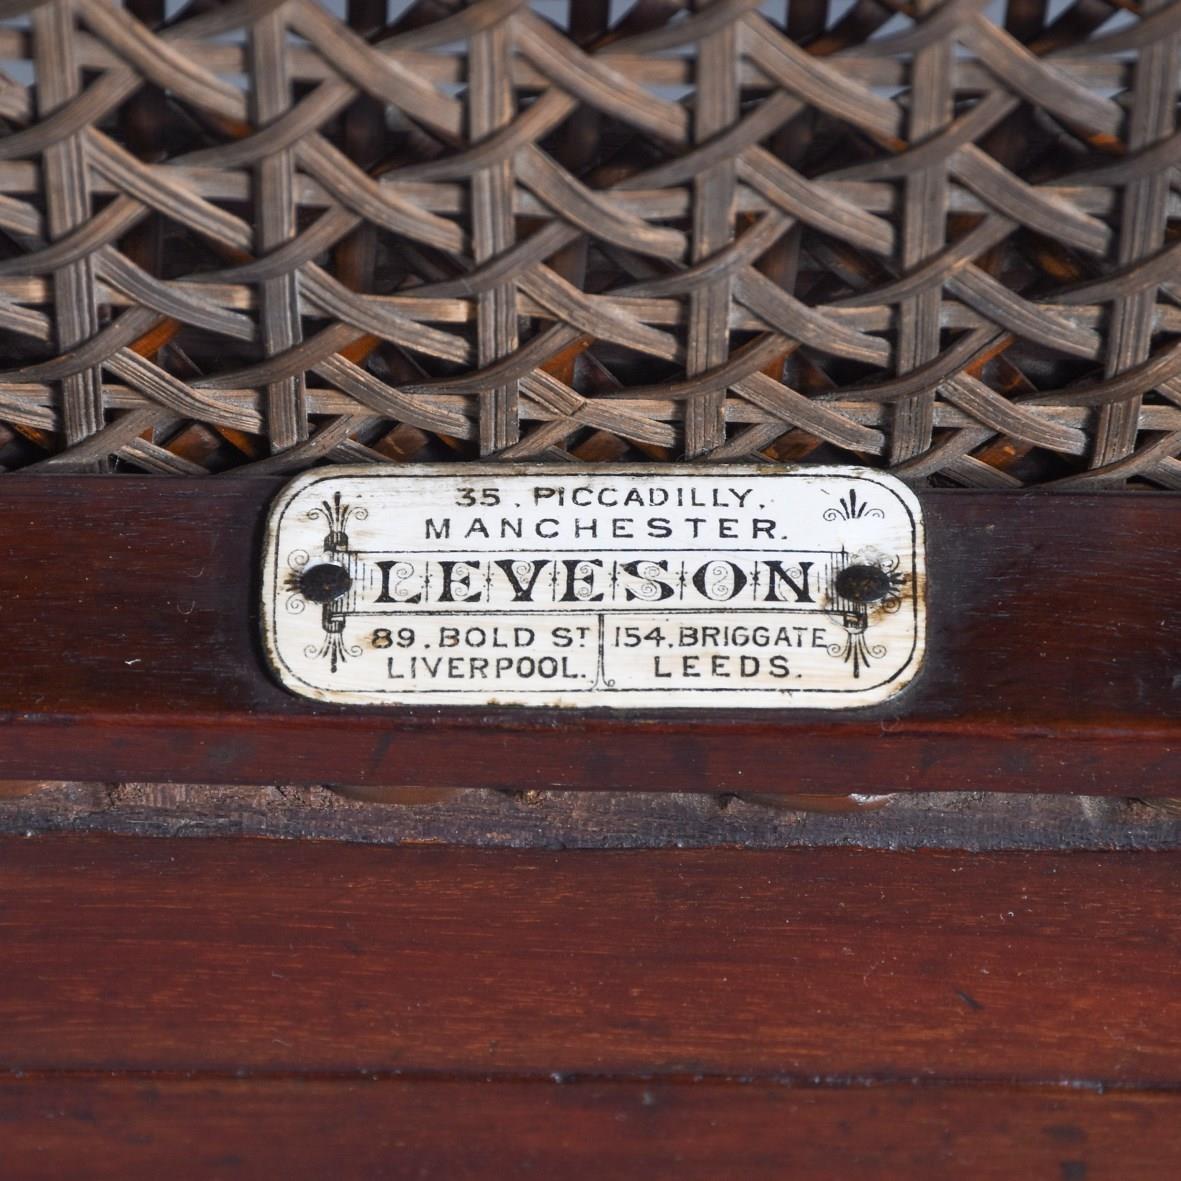 35. PICCADILLY.
MANCHESTER.
LEVESON
89. BOLD ST
LIVERPOOL.
154. BRIGGATE
LEEDS.